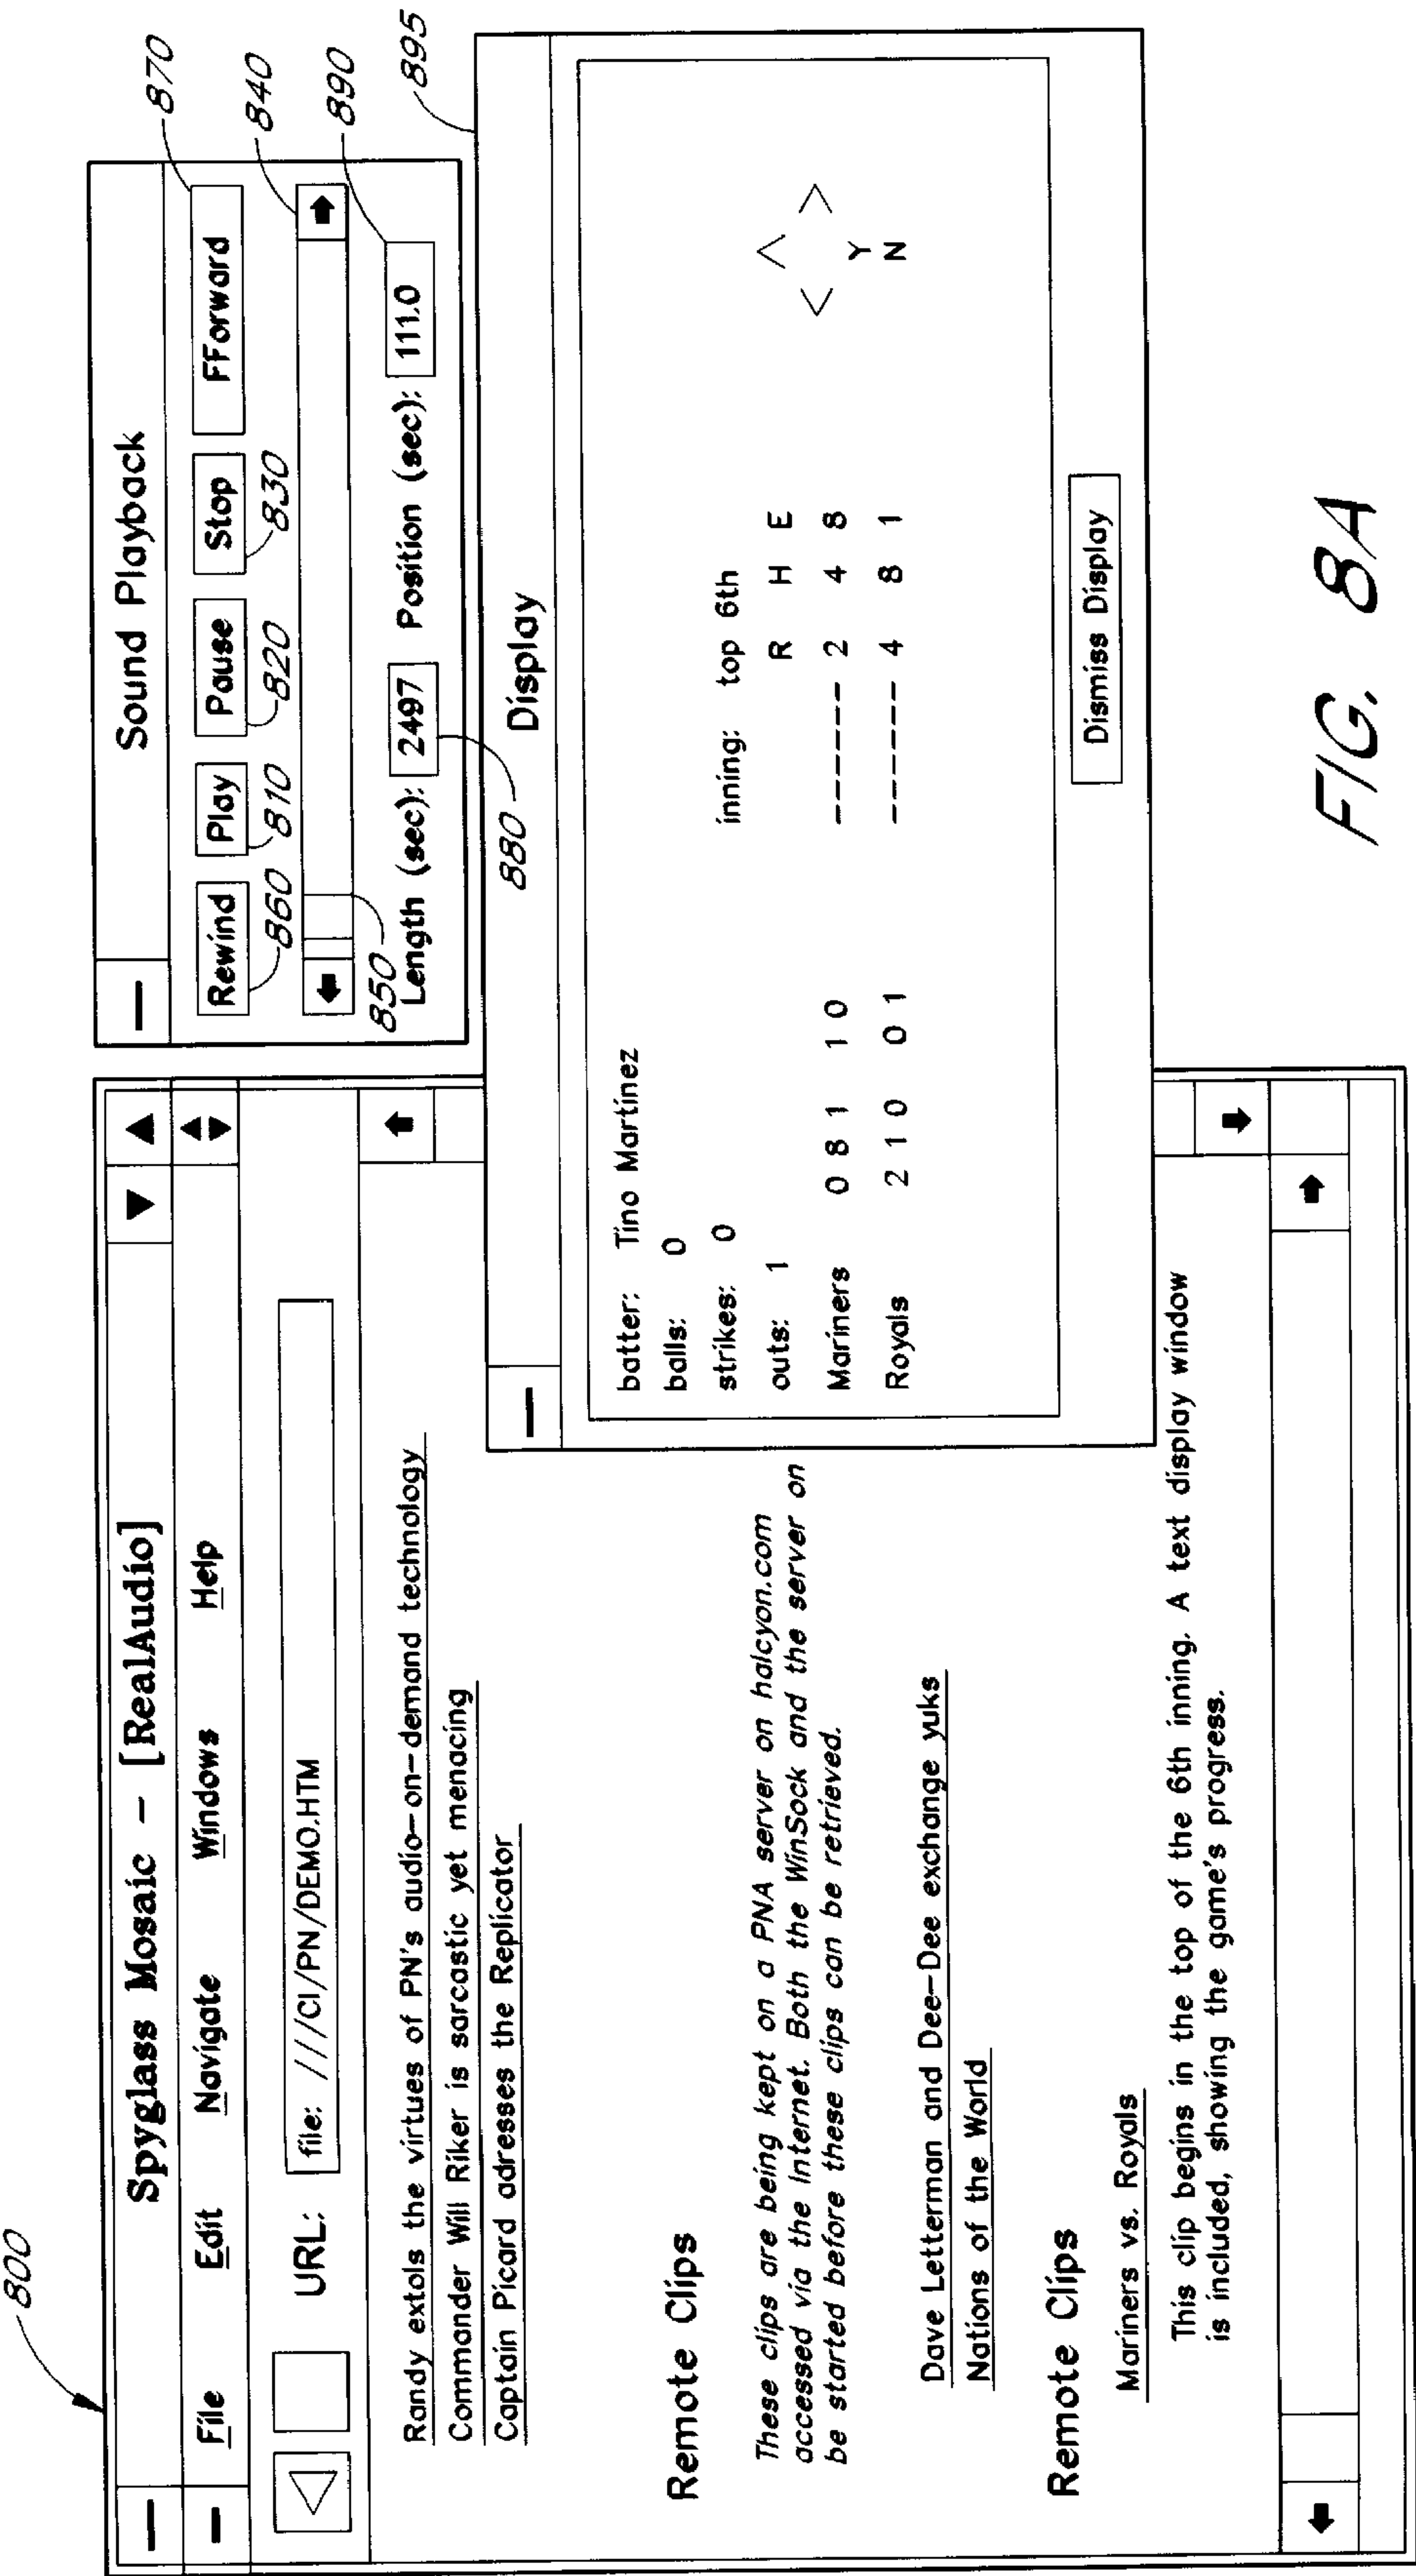 800
Spyglass Mosaic – [RealAudio]
File Edit Navigate Windows Help
URL: file: ///CI/PN/DEMO.HTM
Randy extols the virtues of PN's audio-on-demand technology
Commander Will Riker is sarcastic yet menacing
Captain Picard adresses the Replicator
Remote Clips
These clips are being kept on a PNA server on halcyon.com
accessed via the Internet. Both the WinSock and the server on
be started before these clips can be retrieved.
Dave Letterman and Dee-Dee exchange yuks
Nations of the World
Remote Clips
Mariners vs. Royals
This clip begins in the top of the 6th inning. A text display window
is included, showing the game's progress.
Sound Playback
870
Rewind Play Pause Stop FForward
860 810 820 830 840
850
Length (sec): 2497 Position (sec): 111.0
890
880
895
Display
batter: Tino Martinez
balls: 0
strikes: 0 inning: top 6th
outs: 1 R H E
Mariners 0 8 1 1 0 ------ 2 4 8
Royals 2 1 0 0 1 ------ 4 8 1
< ^ >
Y
N
Dismiss Display
FIG. 8A